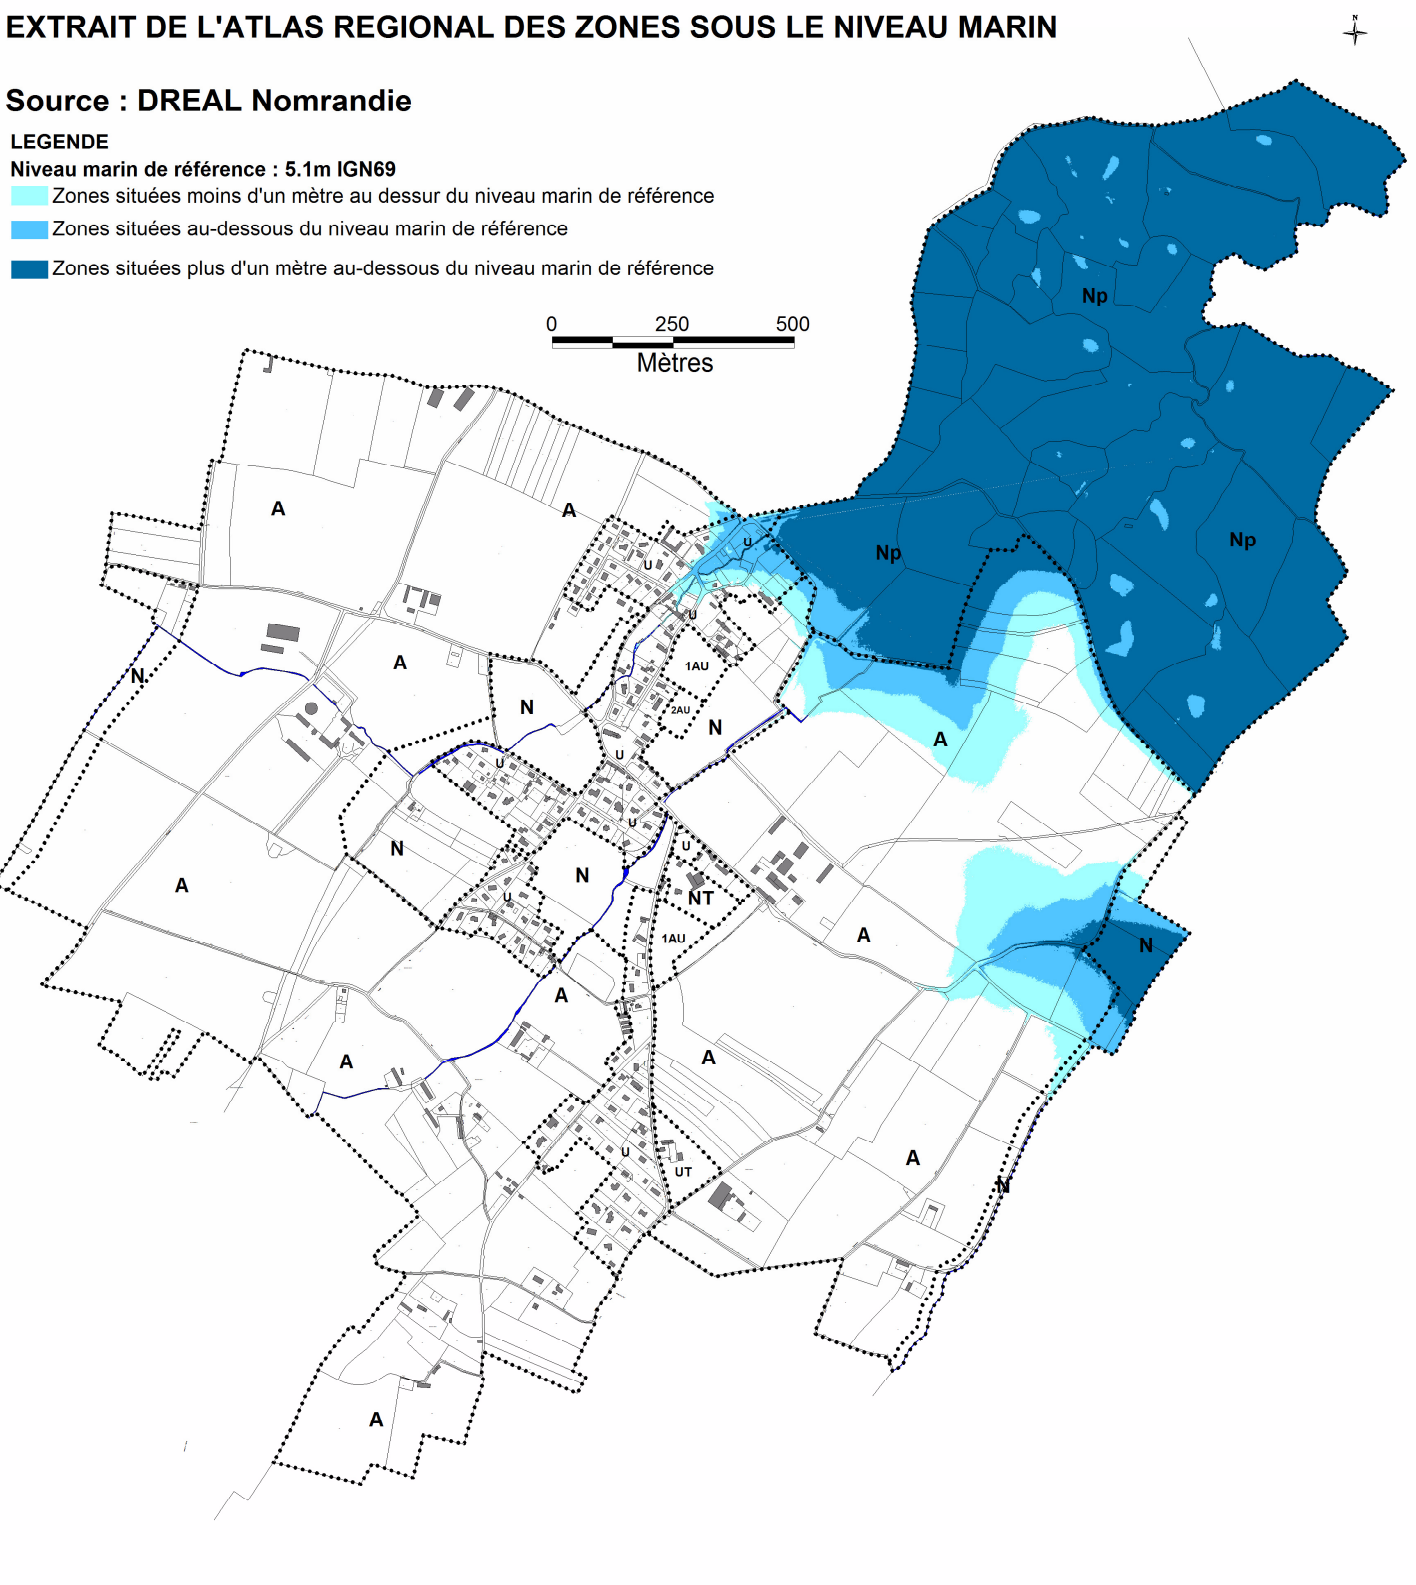 EXTRAIT DE L'ATLAS REGIONAL DES ZONES SOUS LE NIVEAU MARIN
N
Source : DREAL Nomrandie
LEGENDE
Niveau marin de référence : 5.1m IGN69
Zones situées moins d'un mètre au dessur du niveau marin de référence
Zones situées au-dessous du niveau marin de référence
Zones situées plus d'un mètre au-dessous du niveau marin de référence
0 250 500
Mètres
Np
A
A
U
Np
Np
U
U
A
1AU
N
N
2AU
N
A
U
U
U
U
N
N
A
U
NT
1AU
A
N
A
A
A
U
UT
A
N
A